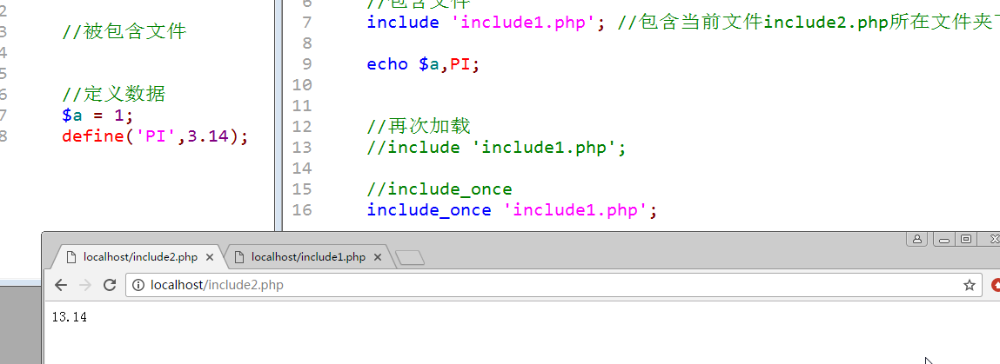 2
3 //被包含文件
4
5
6 //定义数据
7 $a = 1;
8 define('PI',3.14);
6 //包含文件
7 include 'include1.php'; //包含当前文件include2.php所在文件夹
8
9 echo $a,PI;
10
11
12 //再次加载
13 //include 'include1.php';
14
15 //include_once
16 include_once 'include1.php';
localhost/include2.php localhost/include1.php
localhost/include2.php
13.14